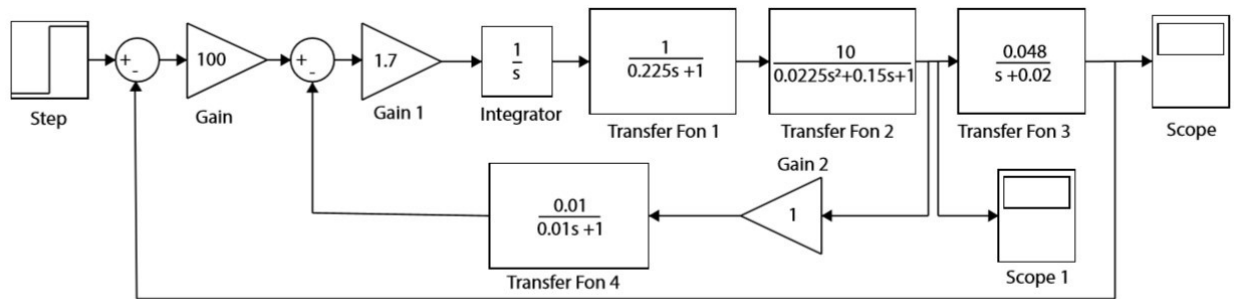 +
-
100
+
-
1.7
1
s
1
0.225s +1
10
0.0225s²+0.15s+1
0.048
s +0.02
Step
Gain
Gain 1
Integrator
Transfer Fon 1
Transfer Fon 2
Transfer Fon 3
Scope
Gain 2
1
0.01
0.01s +1
Transfer Fon 4
Scope 1